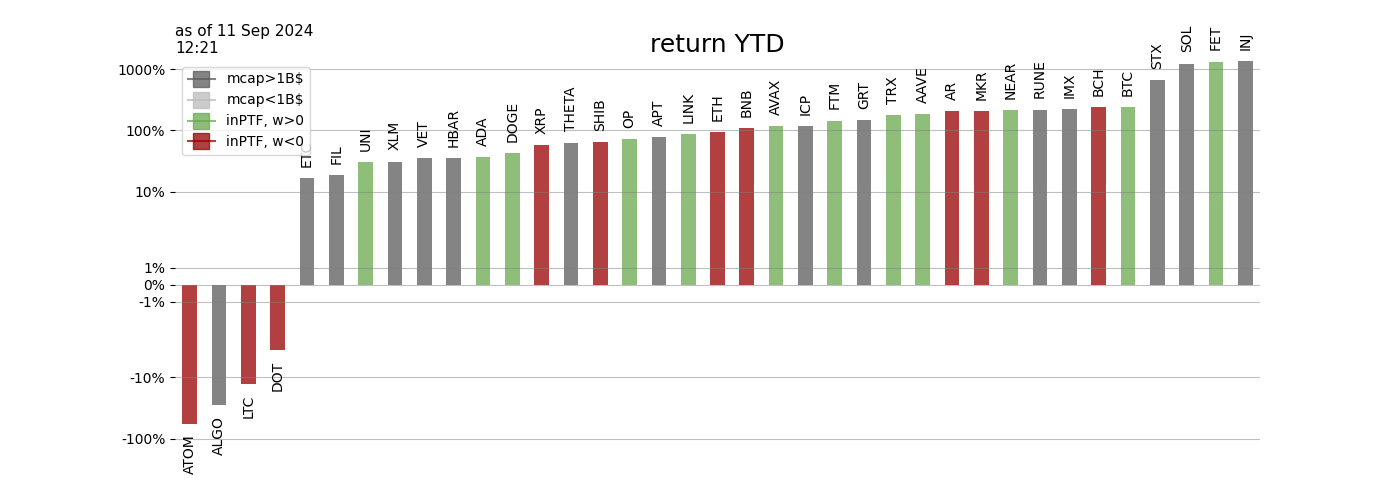 as of 11 Sep 2024
12:21
return YTD
mcap>1B$
mcap<1B$
inPTF, w>0
inPTF, w<0
1000%
100%
10%
1%
0%
-1%
-10%
-100%
ATOM
ALGO
LTC
DOT
ETC
FIL
UNI
XLM
VET
HBAR
ADA
DOGE
XRP
THETA
SHIB
OP
APT
LINK
ETH
BNB
AVAX
ICP
FTM
GRT
TRX
AAVE
AR
MKR
NEAR
RUNE
IMX
BCH
BTC
STX
SOL
FET
INJ